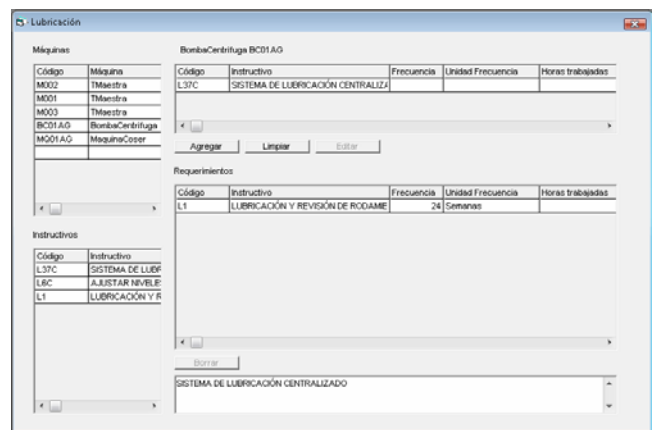 Lubricación
Máquinas
Código Máquina
M002 TMaestra
M001 TMaestra
M003 TMaestra
BC01AG BombaCentrifuga
MQ01AG MaquinaCoser
Instructivos
Código Instructivo
L37C SISTEMA DE LUBR
L6C AJUSTAR NIVELE
L1 LUBRICACIÓN Y R
BombaCentrifuga BC01AG
Código Instructivo Frecuencia Unidad Frecuencia Horas trabajadas
L37C SISTEMA DE LUBRICACIÓN CENTRALIZA
Agregar Limpiar Editar
Requerimientos
Código Instructivo Frecuencia Unidad Frecuencia Horas trabajadas
L1 LUBRICACIÓN Y REVISIÓN DE RODAMIE 24 Semanas
Borrar
SISTEMA DE LUBRICACIÓN CENTRALIZADO